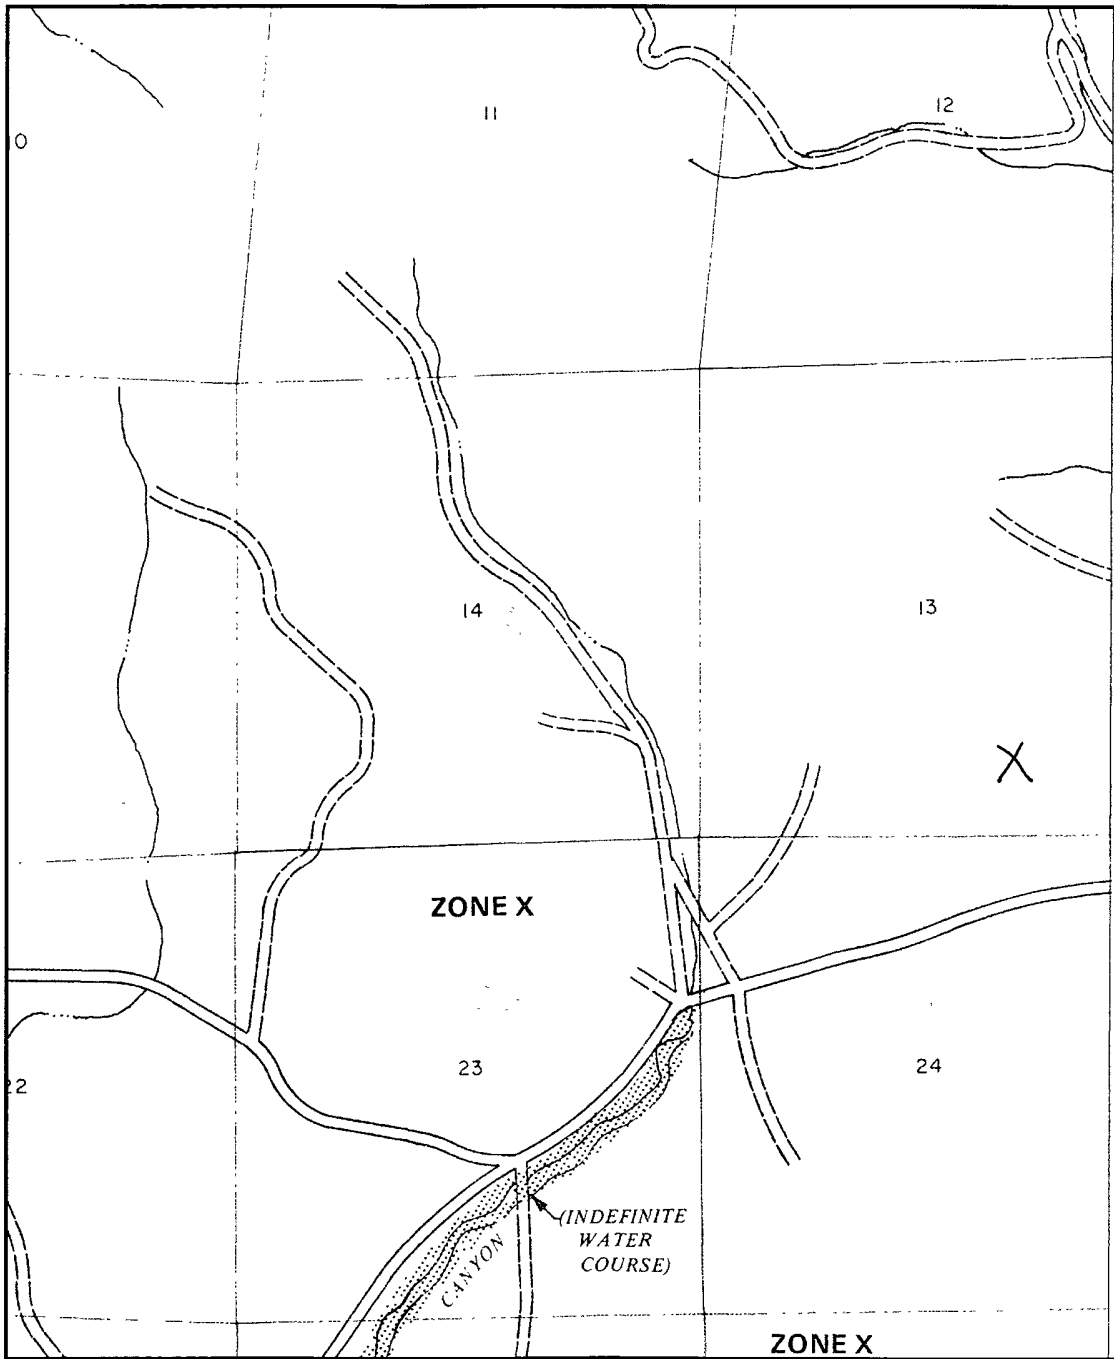 11
12
10
14
13
X
ZONE X
23
24
22
(INDEFINITE
WATER
COURSE)
CANYON
ZONE X